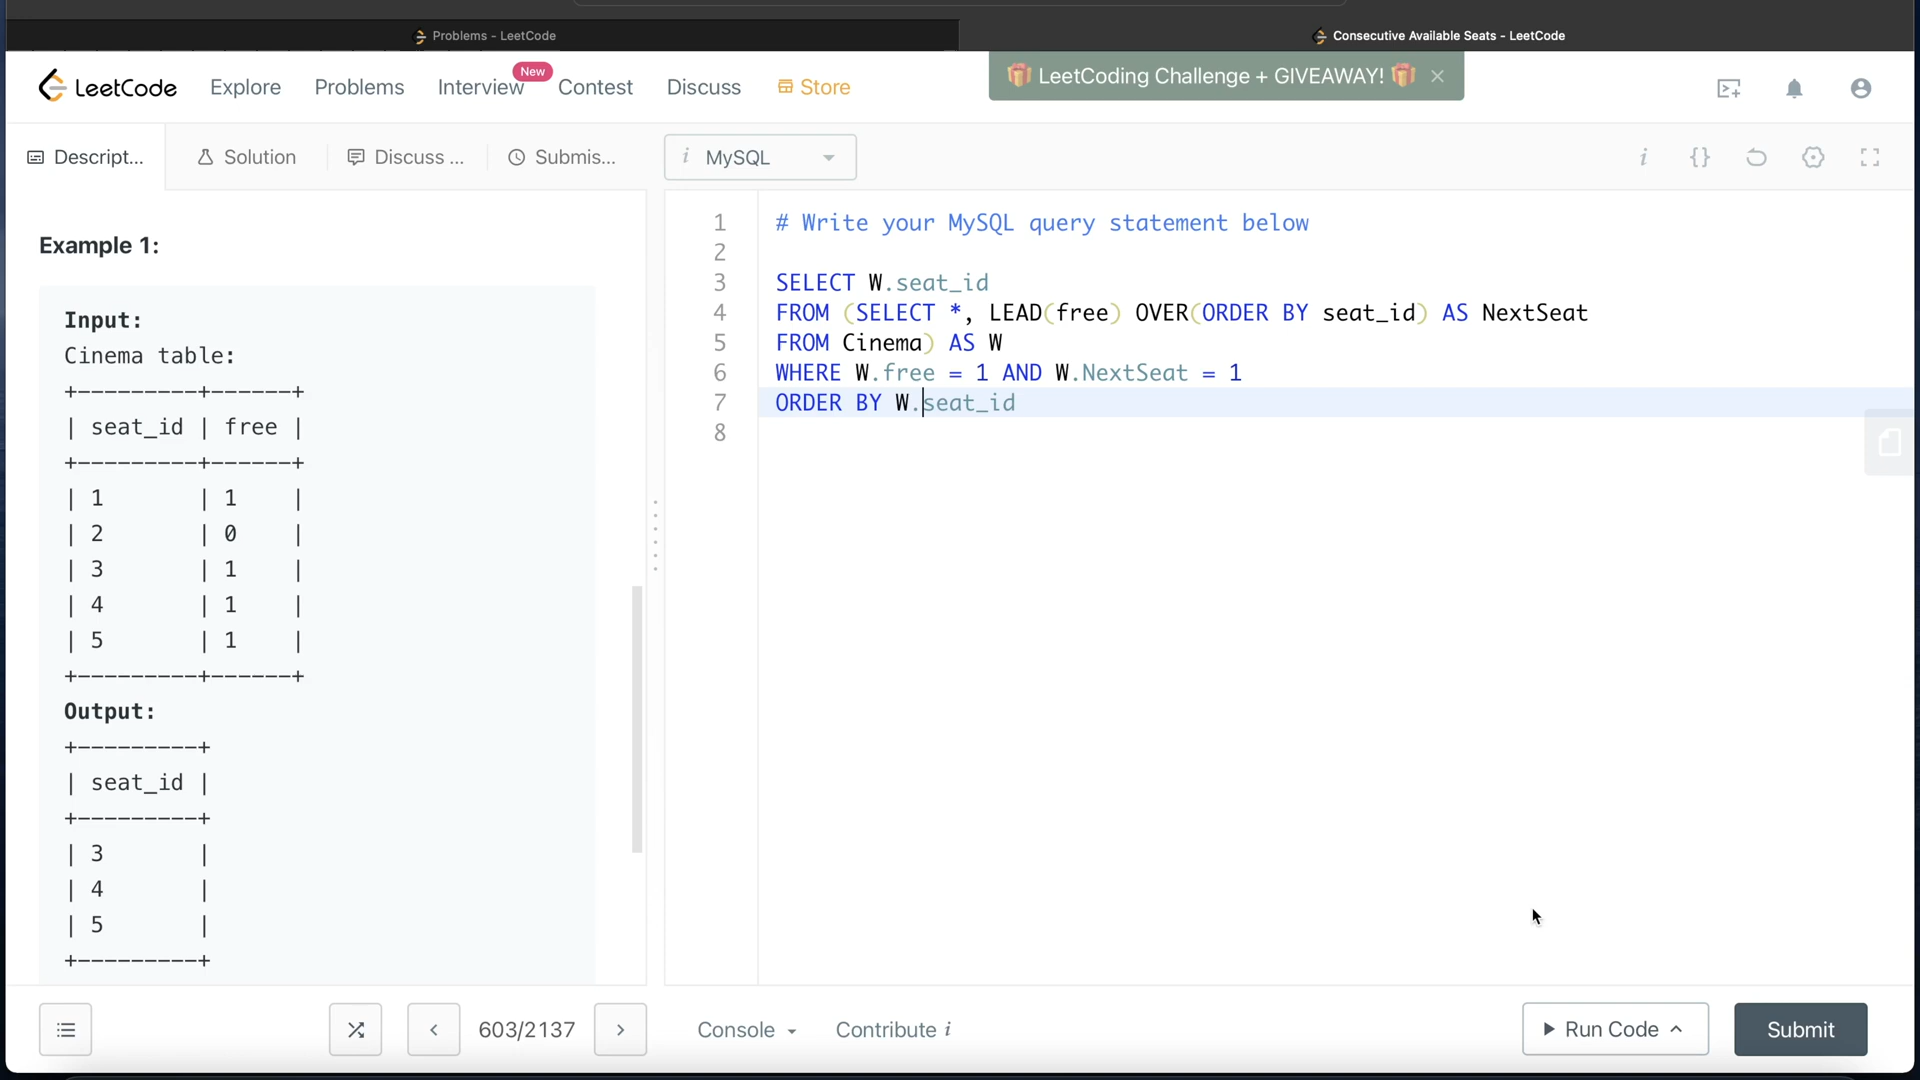 Problems - LeetCode
Consecutive Available Seats - LeetCode
LeetCode
Explore
Problems
Interview
New
Contest
Discuss
Store
🎁 LeetCoding Challenge + GIVEAWAY! 🎁 ×
Descript...
Solution
Discuss ...
Submis...
i MySQL
i
{}
Example 1:
Input:
Cinema table:
+---------+------+
| seat_id | free |
+---------+------+
| 1       | 1    |
| 2       | 0    |
| 3       | 1    |
| 4       | 1    |
| 5       | 1    |
+---------+------+
Output:
+---------+
| seat_id |
+---------+
| 3       |
| 4       |
| 5       |
+---------+
1 # Write your MySQL query statement below
2
3 SELECT W.seat_id
4 FROM (SELECT *, LEAD(free) OVER(ORDER BY seat_id) AS NextSeat
5 FROM Cinema) AS W
6 WHERE W.free = 1 AND W.NextSeat = 1
7 ORDER BY W.seat_id
8
603/2137
Console
Contribute i
Run Code
Submit